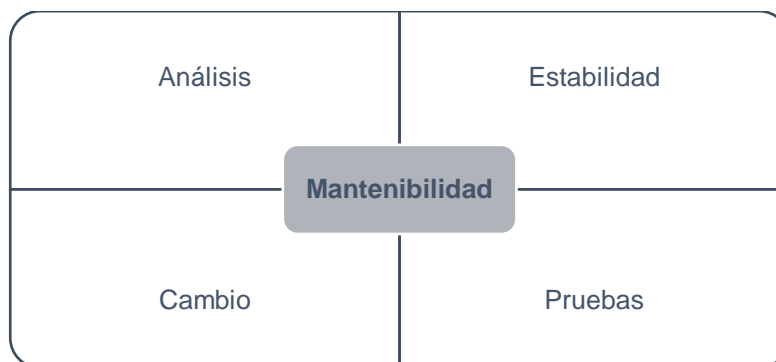 Análisis
Estabilidad
Mantenibilidad
Cambio
Pruebas